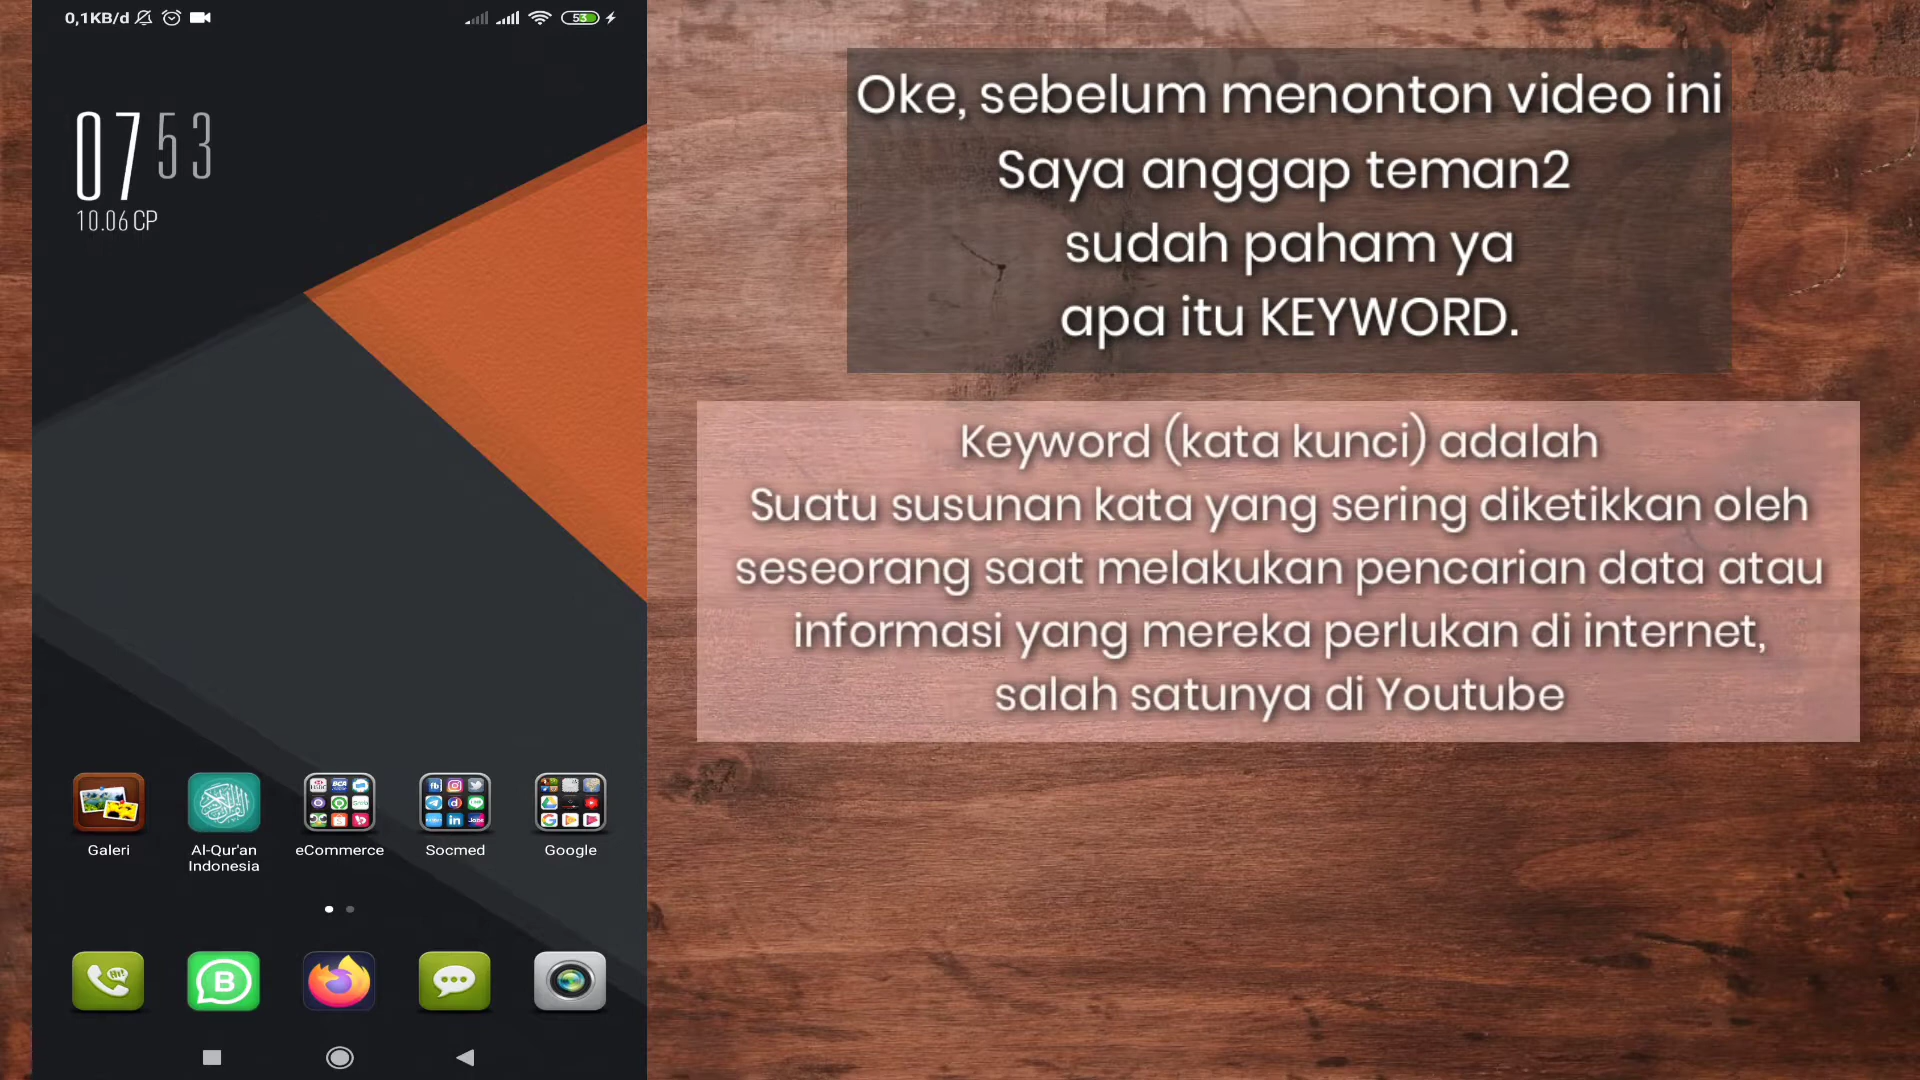 0,1KB/d
53
07 53
10.06 СР
Oke, sebelum menonton video ini
Saya anggap teman2
sudah paham ya
apa itu KEYWORD.
Keyword (kata kunci) adalah
Suatu susunan kata yang sering diketikkan oleh
seseorang saat melakukan pencarian data atau
informasi yang mereka perlukan di internet,
salah satunya di Youtube
Galeri
Al-Qur'an
Indonesia
eCommerce
Socmed
Google
B